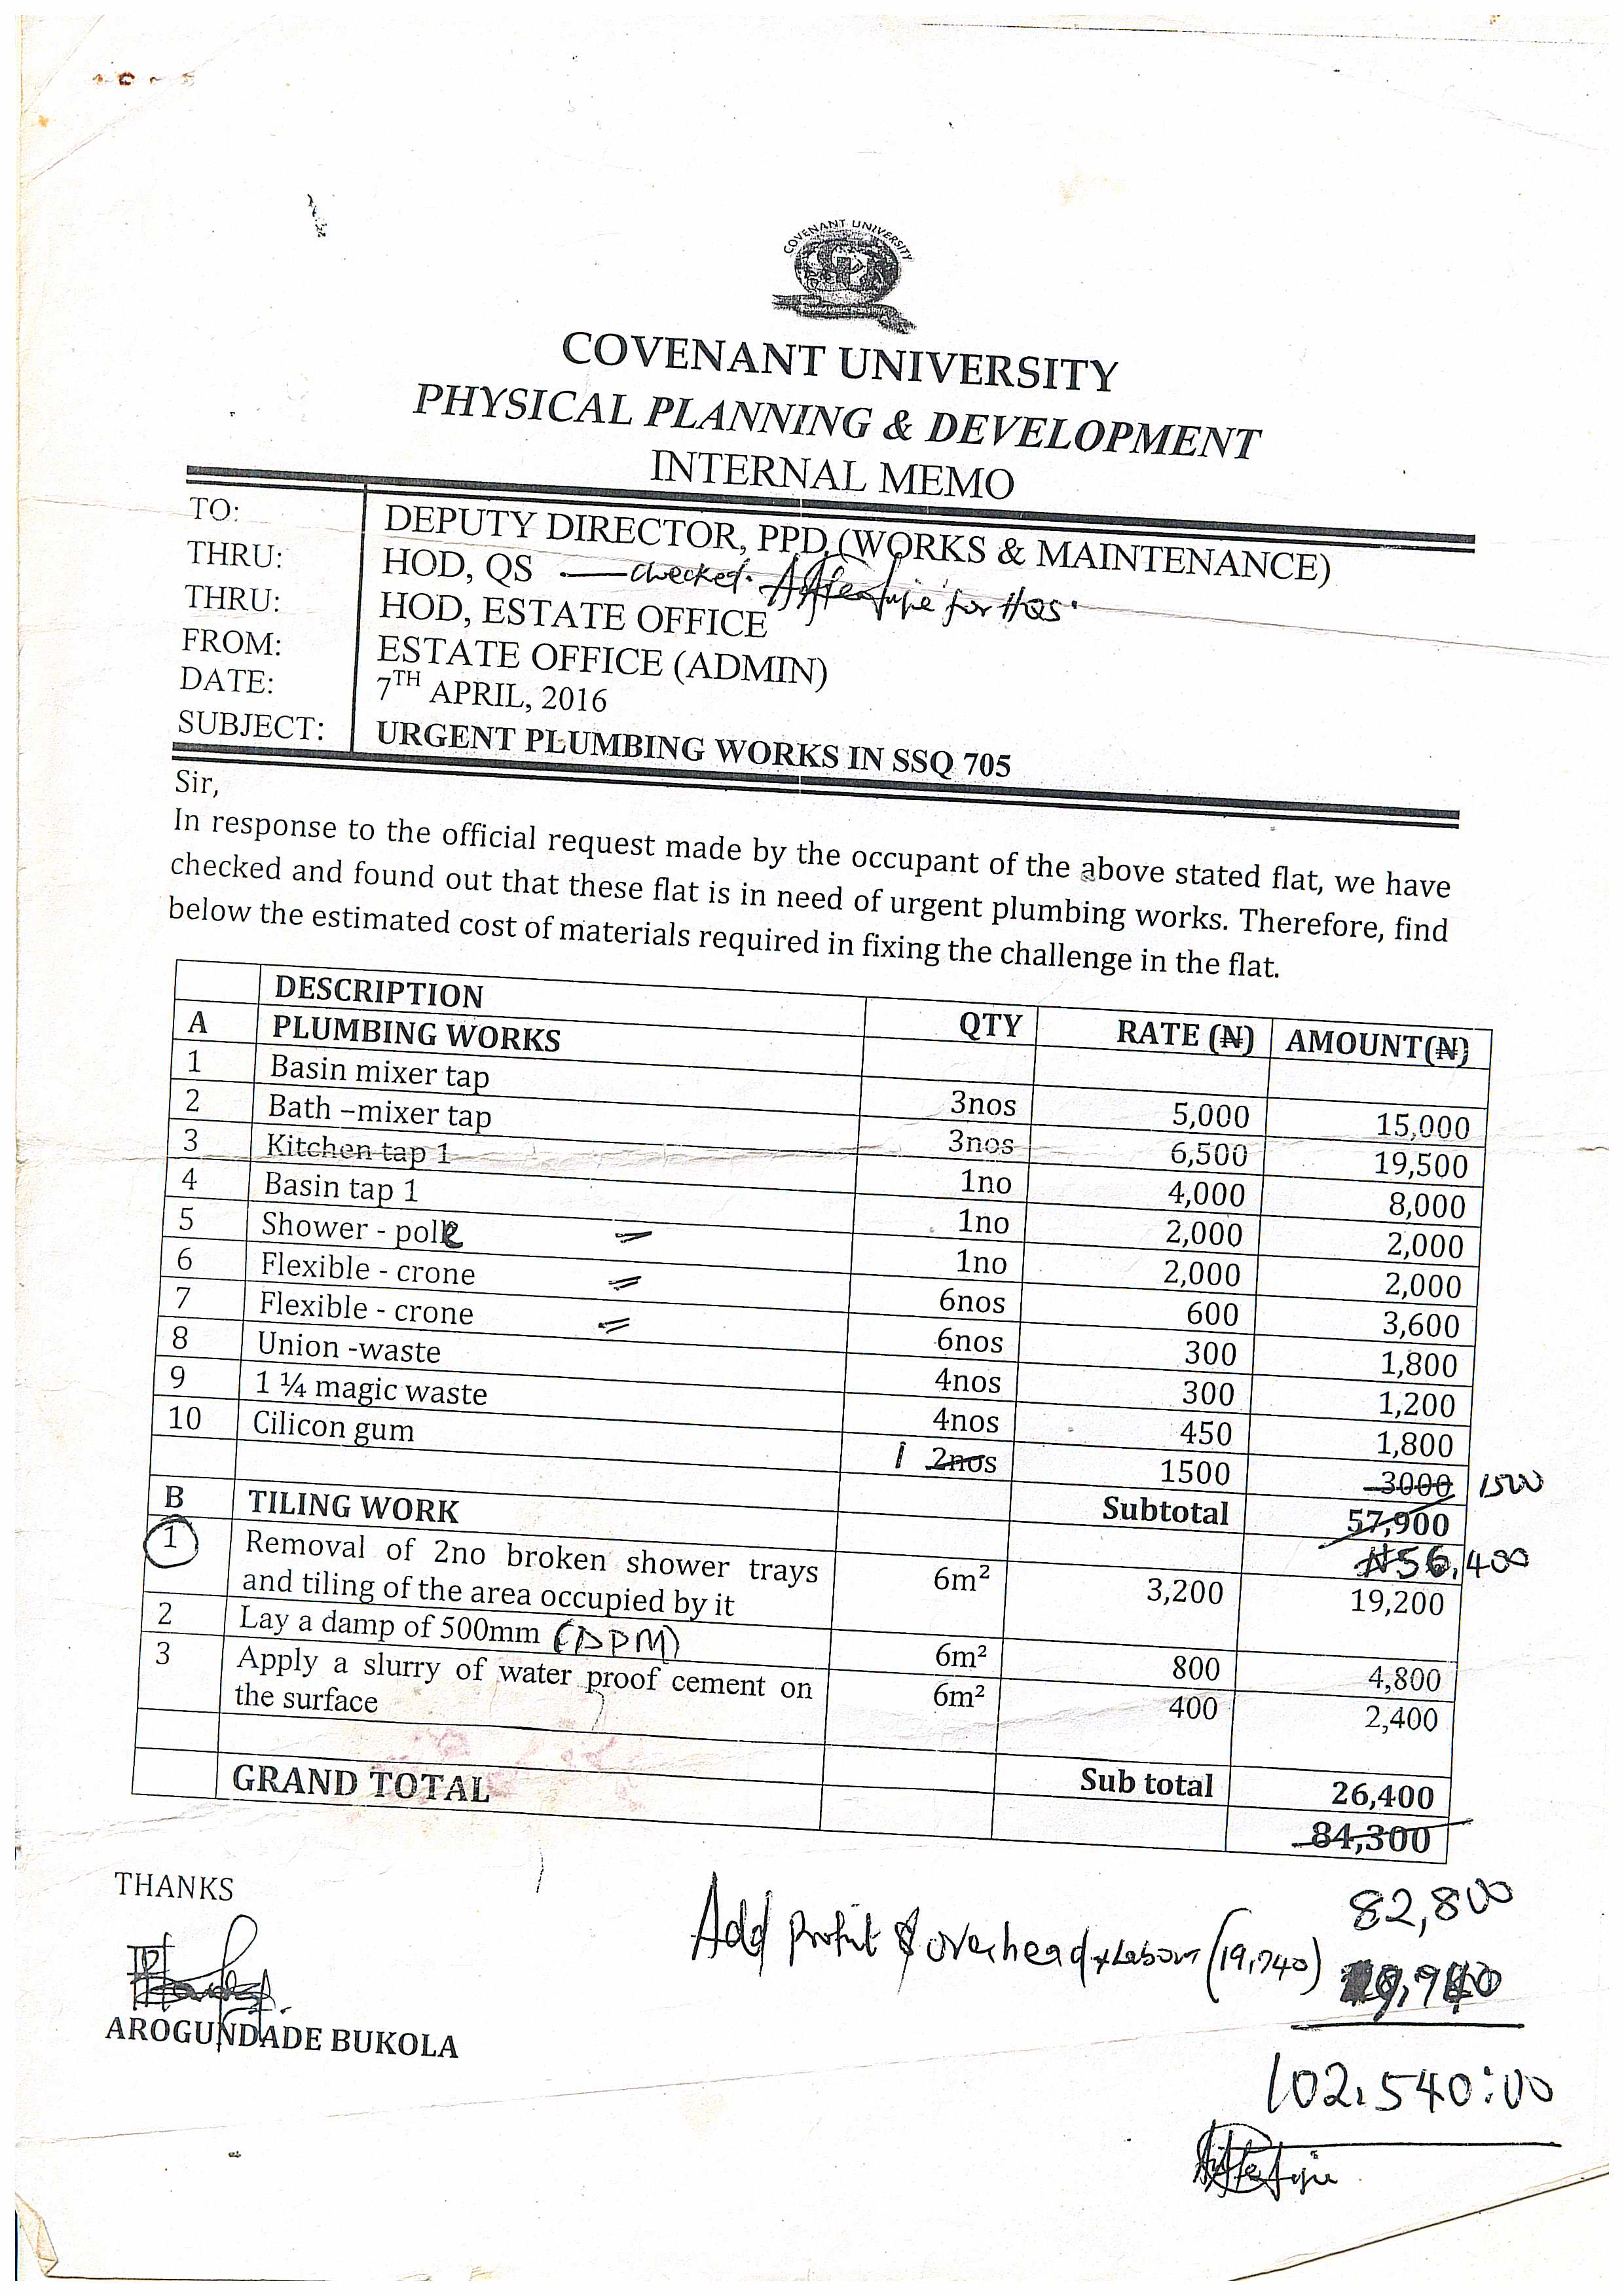 COVENANT UNIVERSITY
COVENANT UNIVERSITY
PHYSICAL PLANNING & DEVELOPMENT
INTERNAL MEMO
TO: DEPUTY DIRECTOR, PPD, (WORKS & MAINTENANCE)
THRU: HOD, QS — checked. for HQS.
THRU: HOD, ESTATE OFFICE
FROM: ESTATE OFFICE (ADMIN)
DATE: 7TH APRIL, 2016
SUBJECT: URGENT PLUMBING WORKS IN SSQ 705
Sir,
In response to the official request made by the occupant of the above stated flat, we have
checked and found out that these flat is in need of urgent plumbing works. Therefore, find
below the estimated cost of materials required in fixing the challenge in the flat.
DESCRIPTION QTY RATE (₦) AMOUNT(₦)
A PLUMBING WORKS
1 Basin mixer tap 3nos 5,000 15,000
2 Bath –mixer tap 3nos 6,500 19,500
3 Kitchen tap 1 1no 4,000 8,000
4 Basin tap 1 1no 2,000 2,000
5 Shower - pole 1no 2,000 2,000
6 Flexible - crone 6nos 600 3,600
7 Flexible - crone 6nos 300 1,800
8 Union -waste 4nos 300 1,200
9 1 ¼ magic waste 4nos 450 1,800
10 Cilicon gum 1 2nos 1500 3000 1500
Subtotal 57,900
₦56,400
B TILING WORK
1 Removal of 2no broken shower trays 6m² 3,200 19,200
and tiling of the area occupied by it
2 Lay a damp of 500mm (DPM) 6m² 800 4,800
3 Apply a slurry of water proof cement on 6m² 400 2,400
the surface
Sub total 26,400
GRAND TOTAL 84,300
THANKS
82,800
Add Profit & overhead + Labour (19,740) 19,740
AROGUNDADE BUKOLA
102,540:00